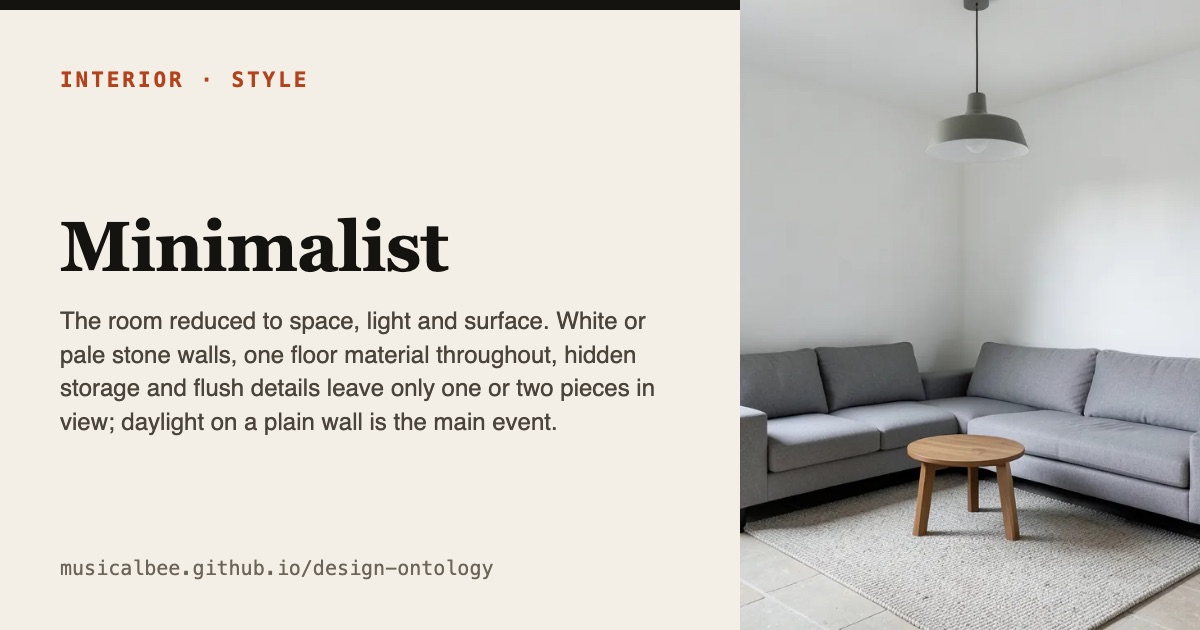 INTERIOR · STYLE
Minimalist
The room reduced to space, light and surface. White or
pale stone walls, one floor material throughout, hidden
storage and flush details leave only one or two pieces in
view; daylight on a plain wall is the main event.
musicalbee.github.io/design-ontology